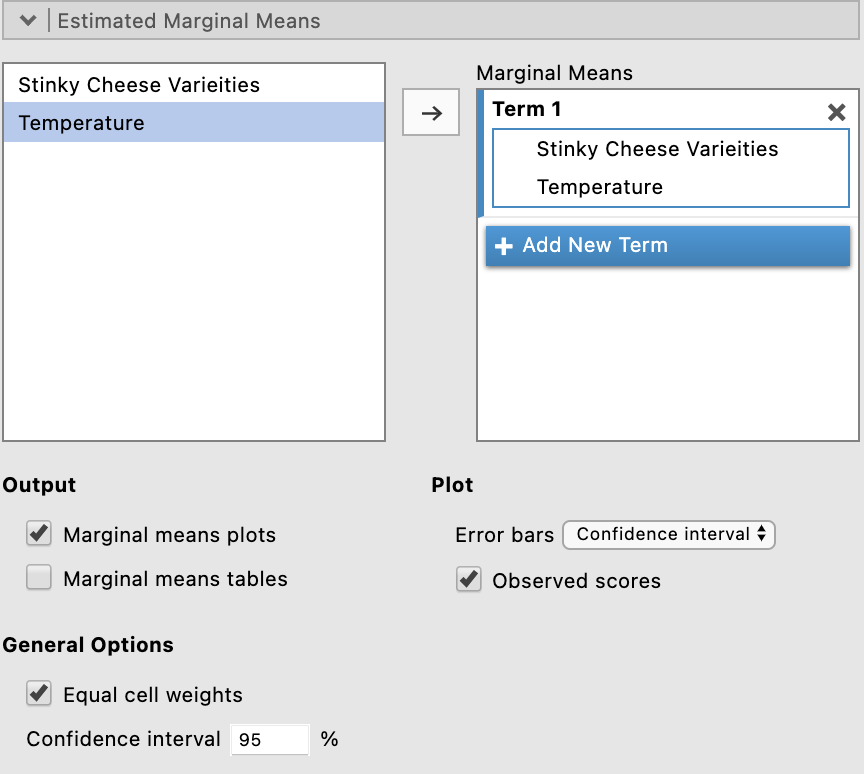 Estimated Marginal Means
Stinky Cheese Varieities
Temperature
Marginal Means
Term 1
Stinky Cheese Varieities
Temperature
Add New Term
Output
Marginal means plots
Marginal means tables
Plot
Error bars Confidence interval
Observed scores
General Options
Equal cell weights
Confidence interval 95 %